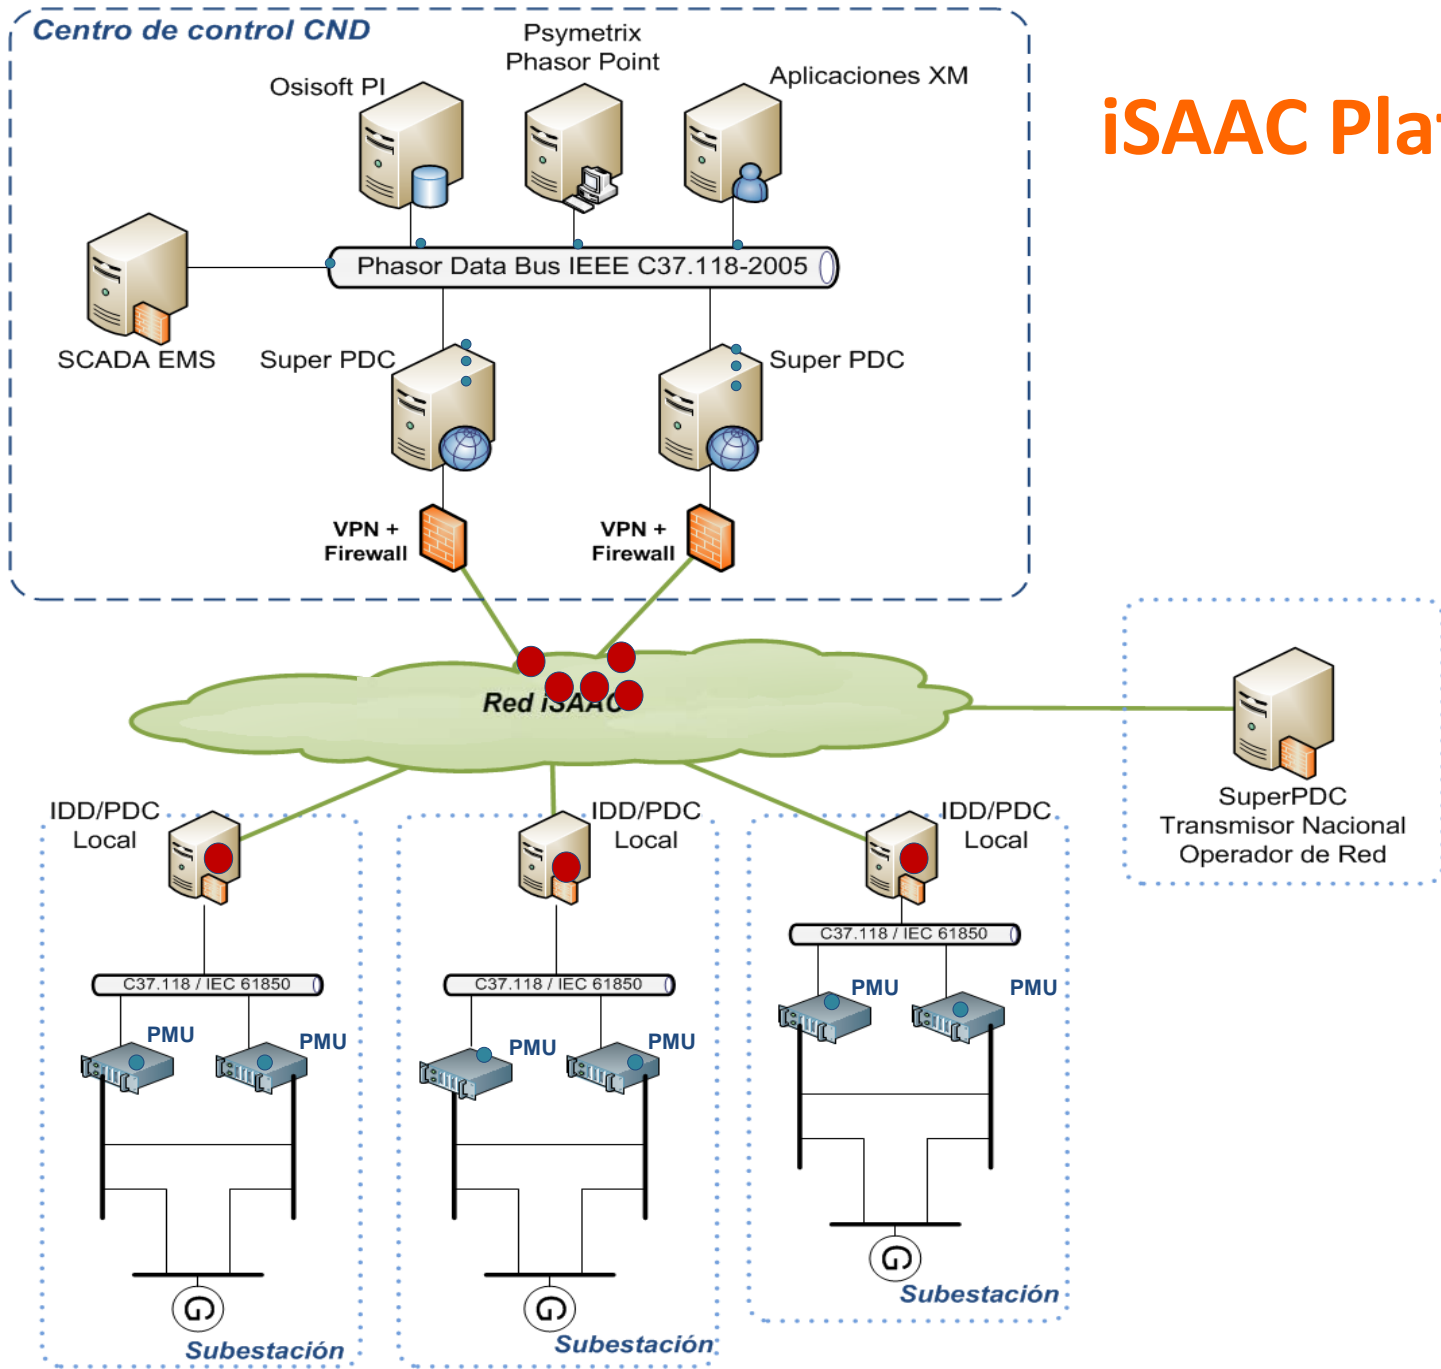 Centro de control CND
Psymetrix
Phasor Point
Osisoft PI
Aplicaciones XM
iSAAC Plat
Phasor Data Bus IEEE C37.118-2005
SCADA EMS
Super PDC
Super PDC
VPN +
Firewall
VPN +
Firewall
Red iSAAC
SuperPDC
Transmisor Nacional
Operador de Red
IDD/PDC
Local
IDD/PDC
Local
IDD/PDC
Local
C37.118 / IEC 61850
C37.118 / IEC 61850
C37.118 / IEC 61850
PMU
PMU
PMU
PMU
PMU
PMU
G
G
G
Subestación
Subestación
Subestación